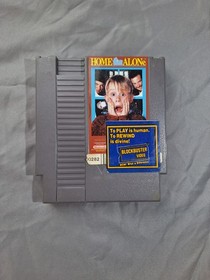 HOME ALONe
To PLAY is human.
To REWIND
is divine!
BLOCKBUSTER
VIDEO